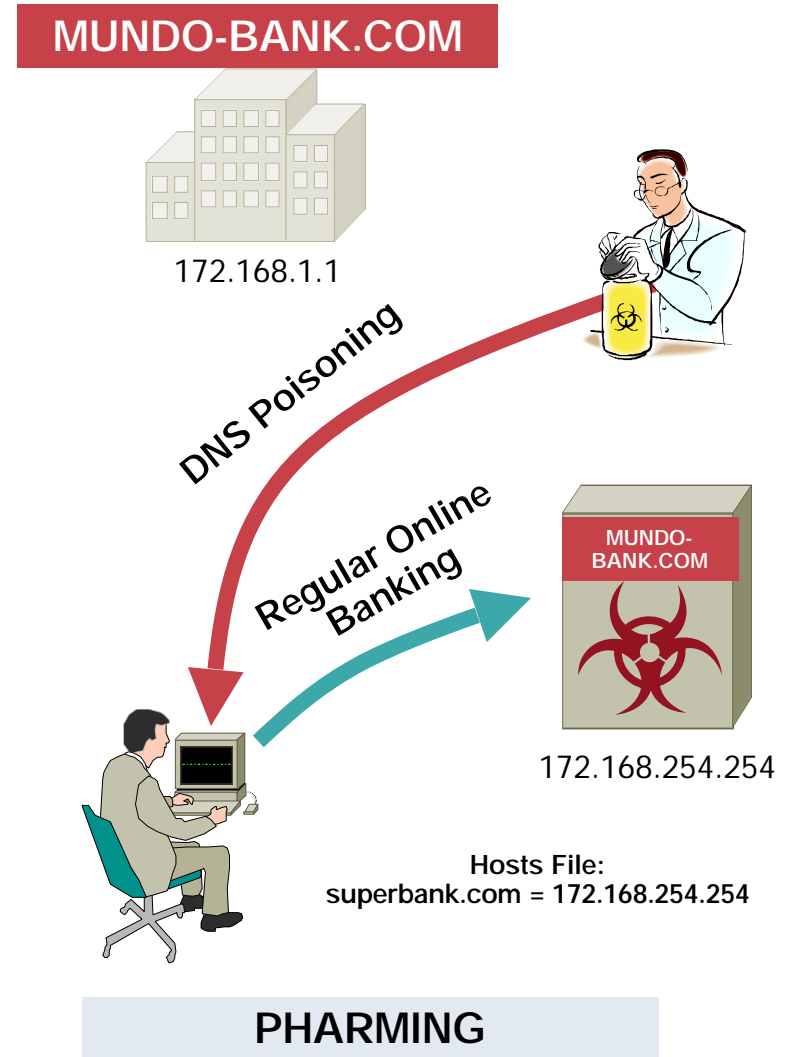 MUNDO-BANK.COM
172.168.1.1
DNS Poisoning
Regular Online
Banking
MUNDO-
BANK.COM
172.168.254.254
Hosts File:
superbank.com = 172.168.254.254
PHARMING